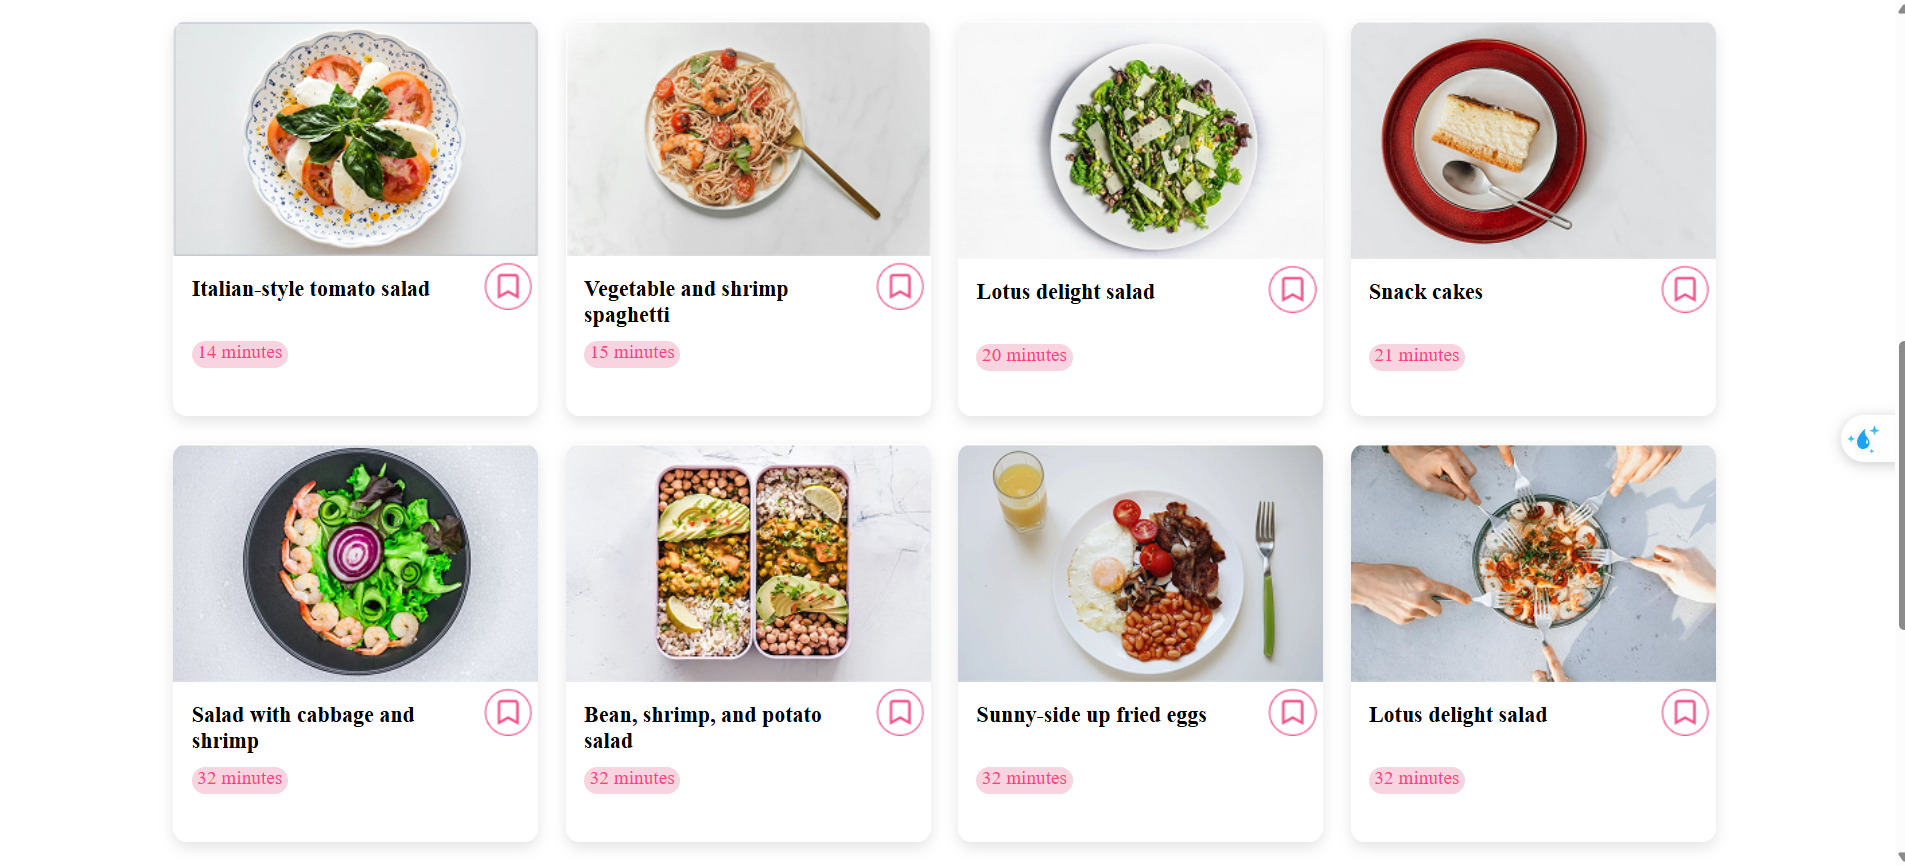 Italian-style tomato salad
14 minutes
Vegetable and shrimp
spaghetti
15 minutes
Lotus delight salad
20 minutes
Snack cakes
21 minutes
Salad with cabbage and
shrimp
32 minutes
Bean, shrimp, and potato
salad
32 minutes
Sunny-side up fried eggs
32 minutes
Lotus delight salad
32 minutes